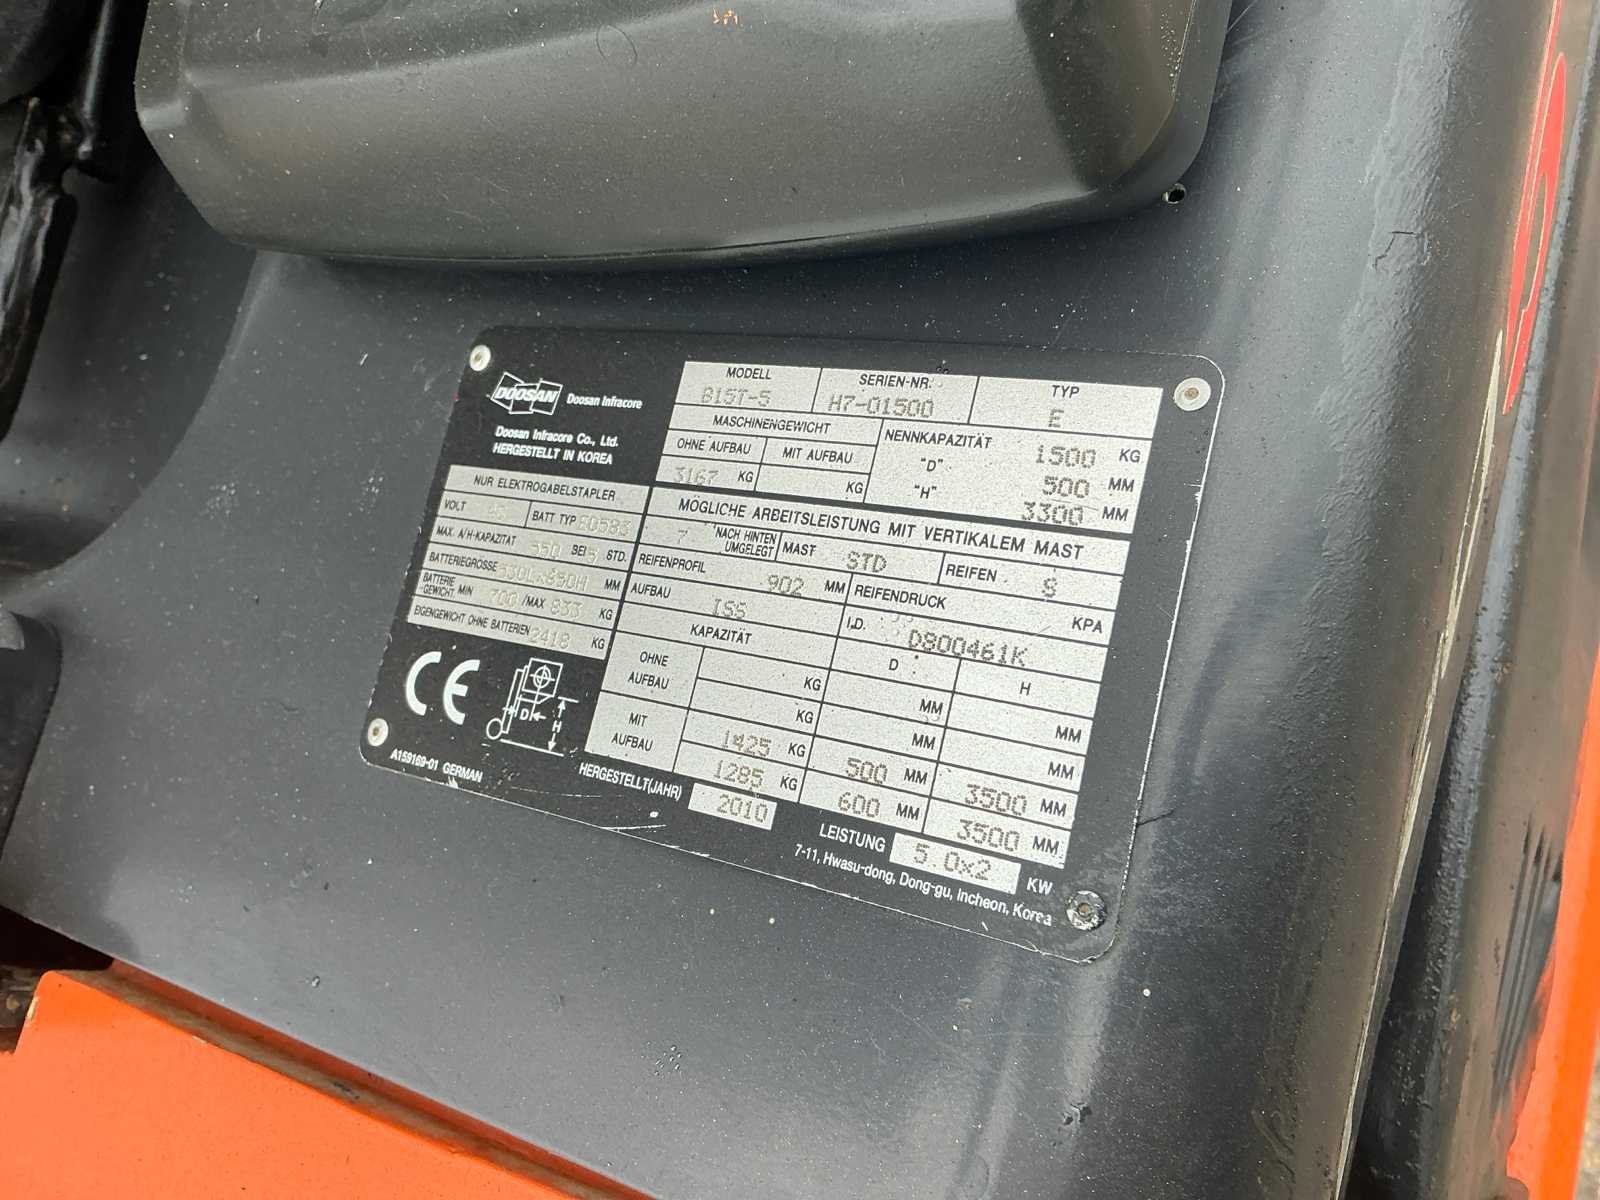 DOOSAN Doosan Infracore
Doosan Infracore Co., Ltd.
HERGESTELLT IN KOREA
MODELL SERIEN-NR. TYP
B15T-5 H7-01500 E
MASCHINENGEWICHT
OHNE AUFBAU MIT AUFBAU
3167 KG KG
NENNKAPAZITÄT 1500 KG
"D" 500 MM
"H" 3300 MM
NUR ELEKTROGABELSTAPLER
VOLT BATT TYP
MAX. A/H-KAPAZITÄT 550 BEI 5 STD.
BATTERIEGRÖSSE MM
BATTERIE
-GEWICHT. MIN 700 /MAX 833 KG
EIGENGEWICHT OHNE BATTERIEN 2418 KG
MÖGLICHE ARBEITSLEISTUNG MIT VERTIKALEM MAST
7 NACH HINTEN UMGELEGT MAST STD REIFEN S
REIFENPROFIL 902 MM REIFENDRUCK KPA
AUFBAU ISS I.D. D800461K
KAPAZITÄT D H
OHNE AUFBAU KG MM MM
KG MM MM
MIT AUFBAU 1425 KG 500 MM 3500 MM
1285 KG 600 MM 3500 MM
CE
D
H
A159169-01 GERMAN
HERGESTELLT(JAHR) 2010
LEISTUNG 5.0x2 KW
7-11, Hwasu-dong, Dong-gu, Incheon, Korea